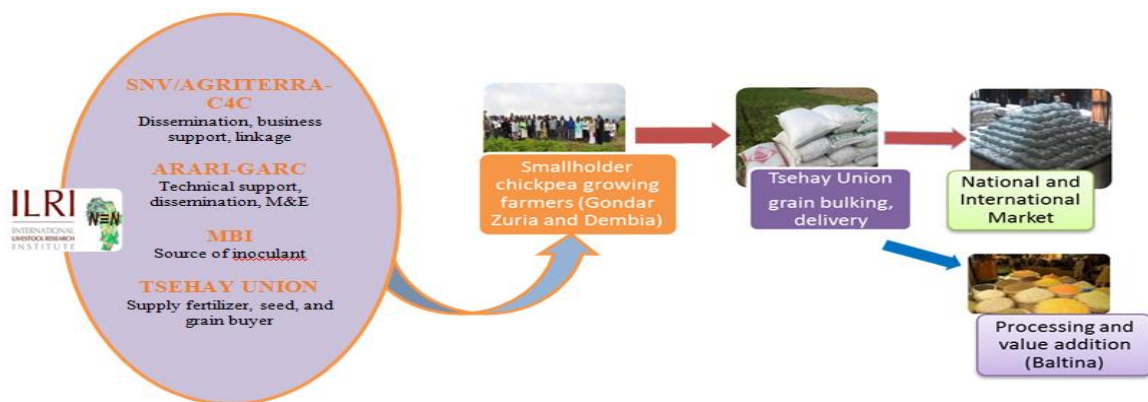 SNV/AGRITERRA-
C4C
Dissemination, business
support, linkage
ARARI-GARC
Technical support,
dissemination, M&E
MBI
Source of inoculant
TSEHAY UNION
Supply fertilizer, seed, and
grain buyer
ILRI
INTERNATIONAL
LIVESTOCK RESEARCH
INSTITUTE
N2N
Smallholder
chickpea growing
farmers (Gondar
Zuria and Dembia)
Tsehay Union
grain bulking,
delivery
National and
International
Market
Processing and
value addition
(Baltina)